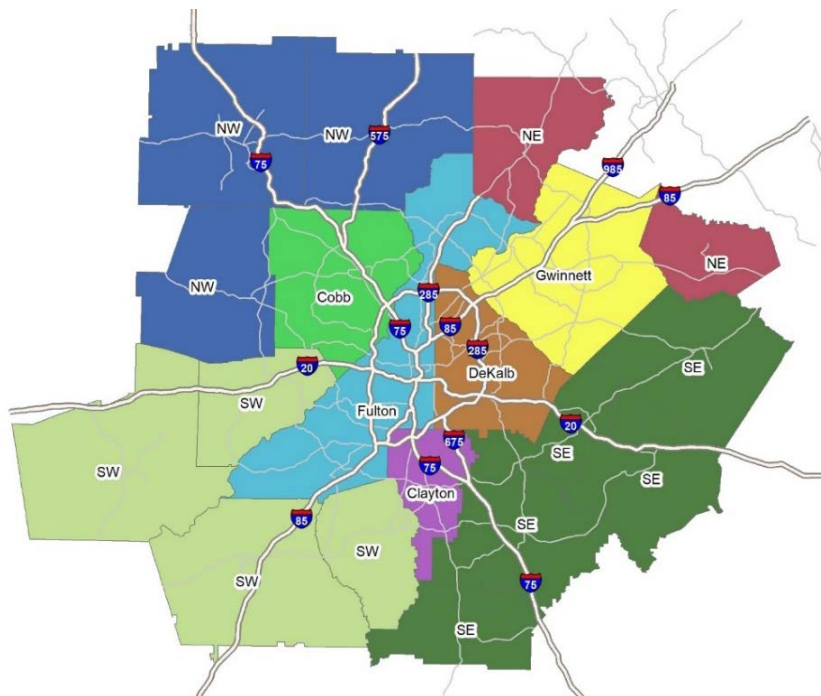 NW
NW
575
75
NE
985
85
NW
Cobb
285
Gwinnett
NE
75
85
285
20
SW
DeKalb
SE
Fulton
20
675
SE
SW
75
SE
Clayton
85
SE
SW
SW
75
SE